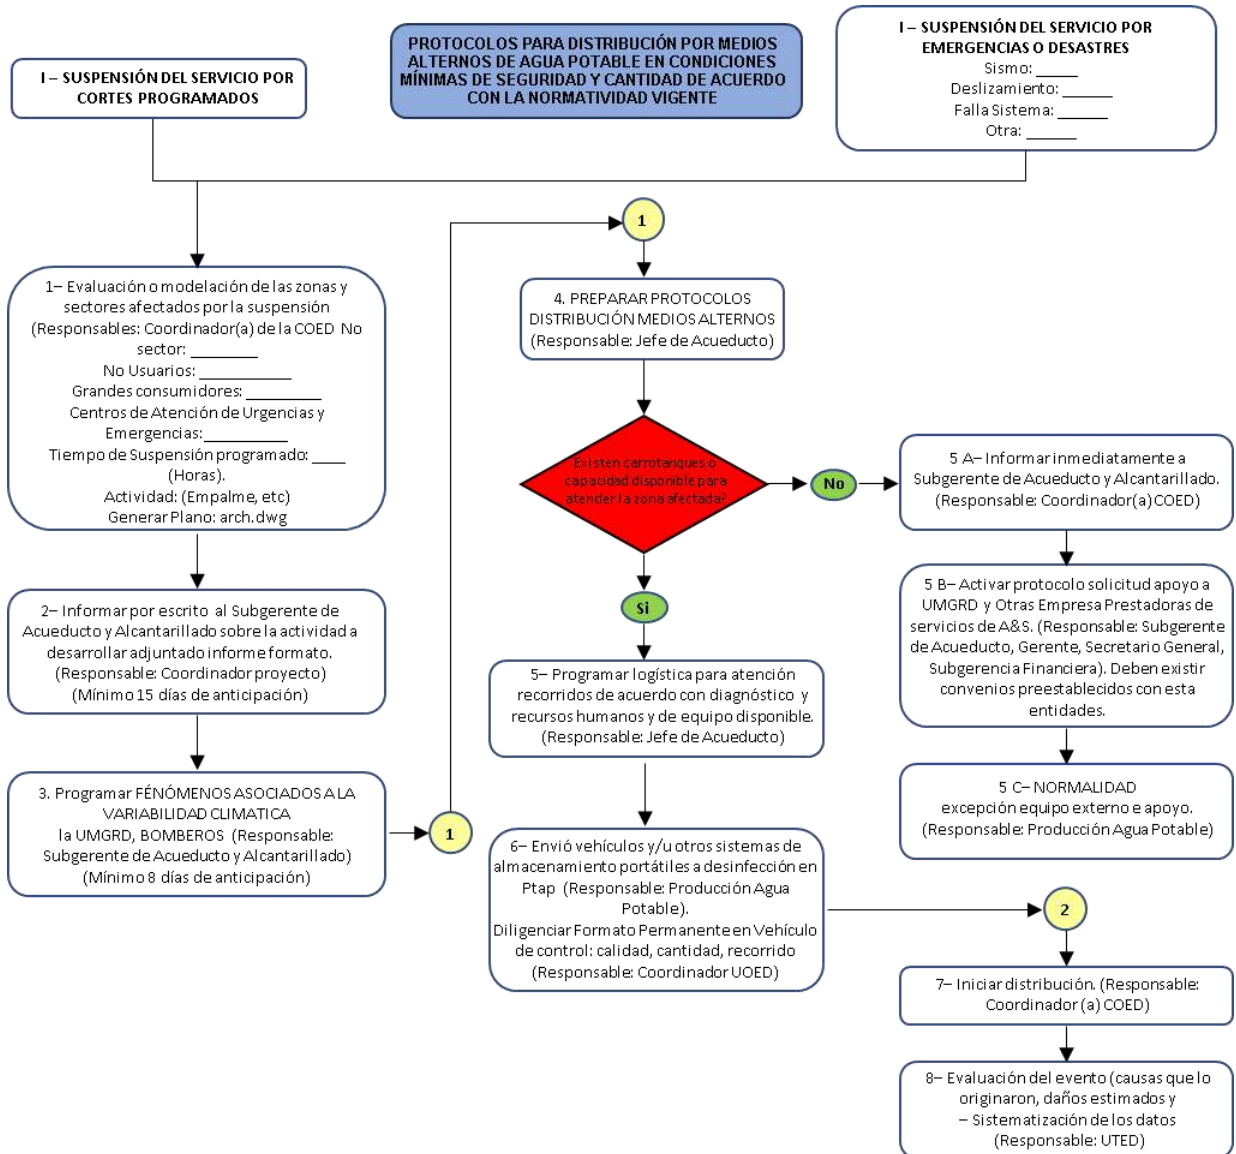 I – SUSPENSIÓN DEL SERVICIO POR
CORTES PROGRAMADOS
PROTOCOLOS PARA DISTRIBUCIÓN POR MEDIOS
ALTERNOS DE AGUA POTABLE EN CONDICIONES
MÍNIMAS DE SEGURIDAD Y CANTIDAD DE ACUERDO
CON LA NORMATIVIDAD VIGENTE
I – SUSPENSIÓN DEL SERVICIO POR
EMERGENCIAS O DESASTRES
Sismo: _____
Deslizamiento: ______
Falla Sistema: ______
Otra: ______
1– Evaluación o modelación de las zonas y
sectores afectados por la suspensión
(Responsables: Coordinador(a) de la COED No
sector: ________
No Usuarios: ___________
Grandes consumidores: _________
Centros de Atención de Urgencias y
Emergencias:__________
Tiempo de Suspensión programado: ____
(Horas).
Actividad: (Empalme, etc)
Generar Plano: arch.dwg
2– Informar por escrito al Subgerente de
Acueducto y Alcantarillado sobre la actividad a
desarrollar adjuntado informe formato.
(Responsable: Coordinador proyecto)
(Mínimo 15 días de anticipación)
3. Programar FÉNÓMENOS ASOCIADOS A LA
VARIABILIDAD CLIMATICA
la UMGRD, BOMBEROS (Responsable:
Subgerente de Acueducto y Alcantarillado)
(Mínimo 8 días de anticipación)
1
1
4. PREPARAR PROTOCOLOS
DISTRIBUCIÓN MEDIOS ALTERNOS
(Responsable: Jefe de Acueducto)
Existen carrotanques o
capacidad disponible para
atender la zona afectada?
No
Si
5 A– Informar inmediatamente a
Subgerente de Acueducto y Alcantarillado.
(Responsable: Coordinador(a) COED)
5 B– Activar protocolo solicitud apoyo a
UMGRD y Otras Empresa Prestadoras de
servicios de A&S. (Responsable: Subgerente
de Acueducto, Gerente, Secretario General,
Subgerencia Financiera). Deben existir
convenios preestablecidos con esta
entidades.
5 C– NORMALIDAD
excepción equipo externo e apoyo.
(Responsable: Producción Agua Potable)
5– Programar logística para atención
recorridos de acuerdo con diagnóstico y
recursos humanos y de equipo disponible.
(Responsable: Jefe de Acueducto)
6– Envió vehículos y/u otros sistemas de
almacenamiento portátiles a desinfección en
Ptap (Responsable: Producción Agua
Potable).
Diligenciar Formato Permanente en Vehículo
de control: calidad, cantidad, recorrido
(Responsable: Coordinador UOED)
2
7– Iniciar distribución. (Responsable:
Coordinador (a) COED)
8– Evaluación del evento (causas que lo
originaron, daños estimados y
– Sistematización de los datos
(Responsable: UTED)